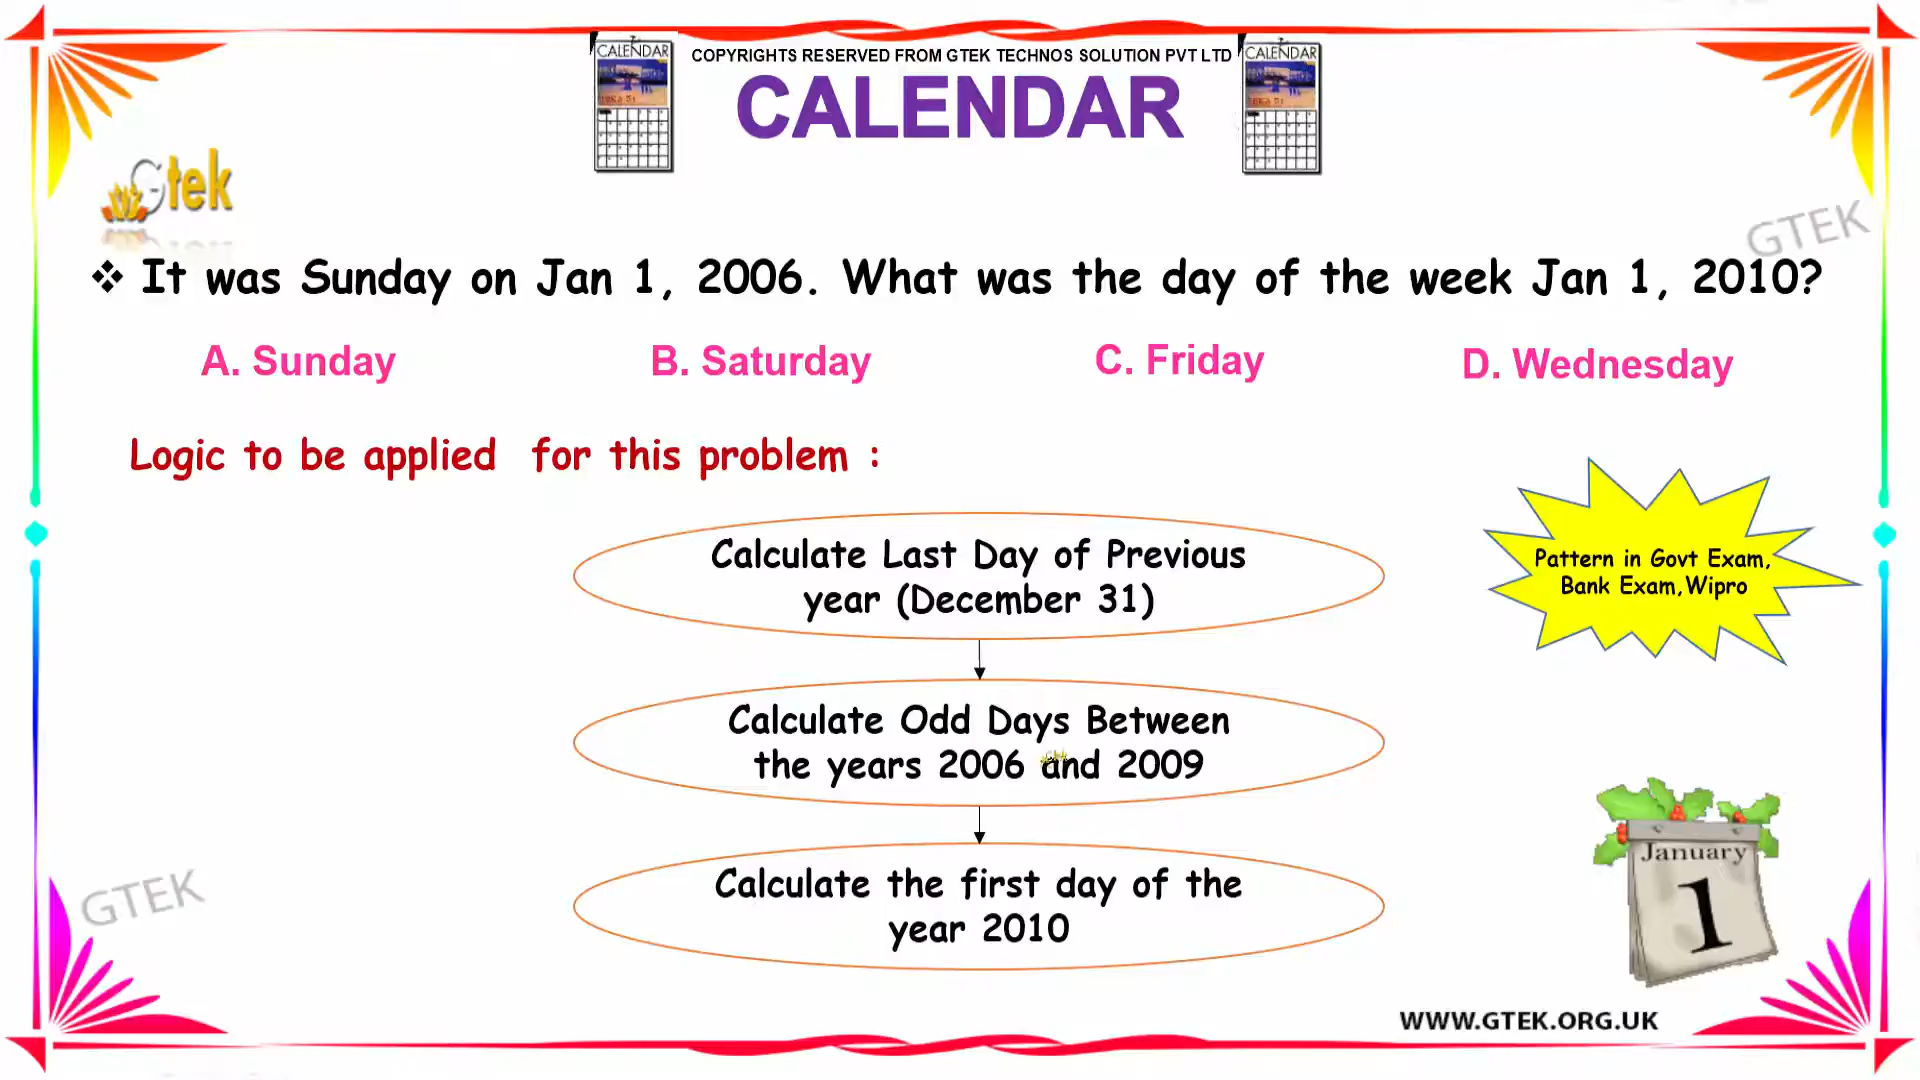 CALENDAR
COPYRIGHTS RESERVED FROM GTEK TECHNOS SOLUTION PVT LTD
CALENDAR
CALENDAR
Gtek
GTEK
❖ It was Sunday on Jan 1, 2006. What was the day of the week Jan 1, 2010?
A. Sunday
B. Saturday
C. Friday
D. Wednesday
Logic to be applied for this problem :
Calculate Last Day of Previous
year (December 31)
Pattern in Govt Exam,
Bank Exam,Wipro
Calculate Odd Days Between
the years 2006 and 2009
Gtek
Calculate the first day of the
year 2010
January
1
GTEK
WWW.GTEK.ORG.UK